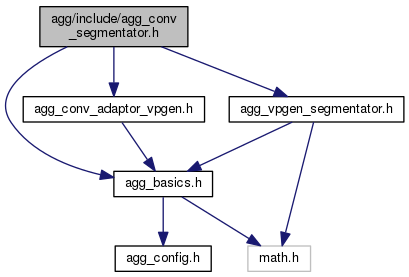 agg/include/agg_conv
_segmentator.h
agg_conv_adaptor_vpgen.h
agg_vpgen_segmentator.h
agg_basics.h
agg_config.h
math.h